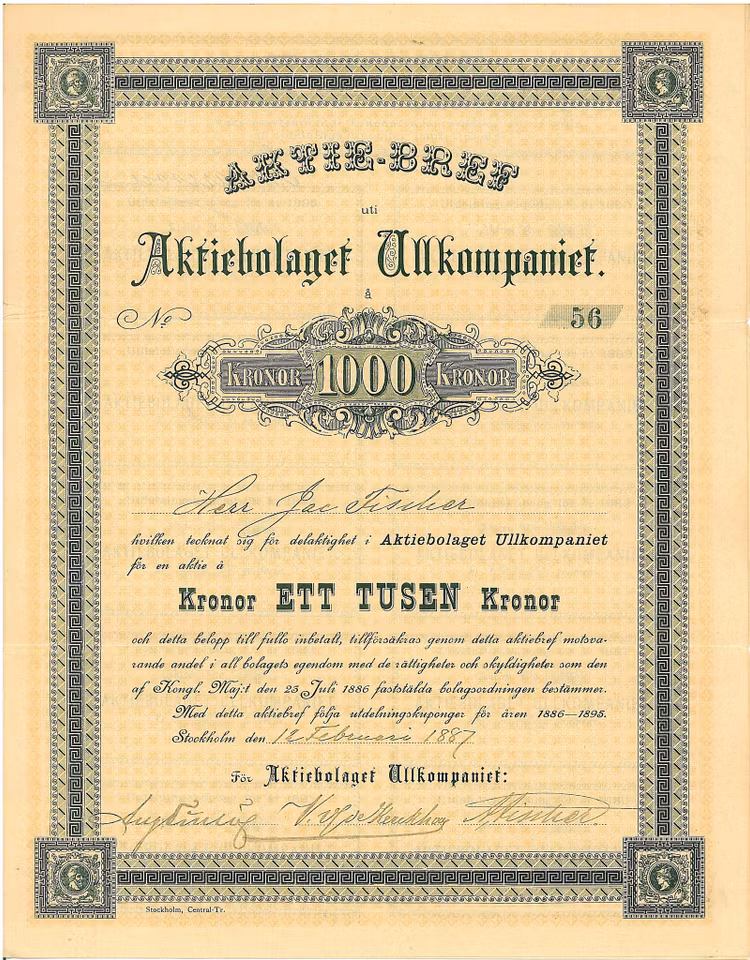 AKTIE-BREF
uti
Aktiebolaget Ullkompaniet.
à
No 56
KRONOR 1000 KRONOR
Herr Jac Fischer
hvilken tecknat sig för delaktighet i Aktiebolaget Ullkompaniet
för en aktie à
Kronor ETT TUSEN Kronor
och detta belopp till fullo inbetalt, tillförsäkras genom detta aktiebref motsva-
rande andel i all bolagets egendom med de rättigheter och skyldigheter som den
af Kongl. Maj:t den 23 Juli 1886 faststälda bolagsordningen bestämmer.
Med detta aktiebref följa utdelningskuponger för åren 1886—1895.
Stockholm den 12 Februari 1887.
För Aktiebolaget Ullkompaniet:
Fischer
Stockholm, Central-Tr.